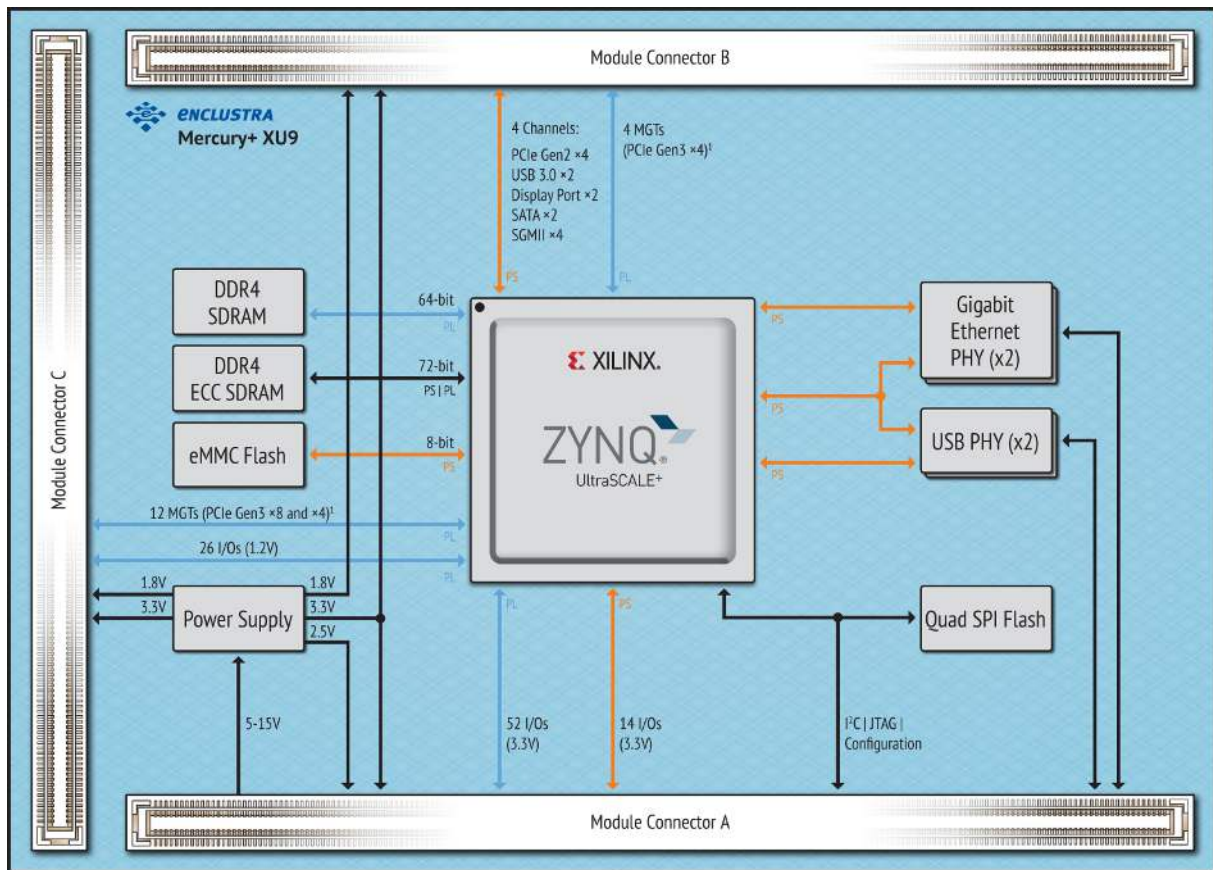 Module Connector B
ENCLUSTRA
Mercury+ XU9
4 Channels:
PCIe Gen2 ×4
USB 3.0 ×2
Display Port ×2
SATA ×2
SGMII ×4
PS
4 MGTs
(PCIe Gen3 ×4)¹
PL
Module Connector C
DDR4
SDRAM
64-bit
PL
DDR4
ECC SDRAM
72-bit
PS | PL
eMMC Flash
8-bit
PS
12 MGTs (PCIe Gen3 ×8 and ×4)¹
PL
26 I/Os (1.2V)
PL
XILINX.
ZYNQ®
UltraSCALE+
PS
Gigabit
Ethernet
PHY (x2)
PS
USB PHY (x2)
PS
1.8V
3.3V
Power Supply
1.8V
3.3V
2.5V
5-15V
PL
52 I/Os
(3.3V)
PS
14 I/Os
(3.3V)
Quad SPI Flash
I²C | JTAG |
Configuration
Module Connector A